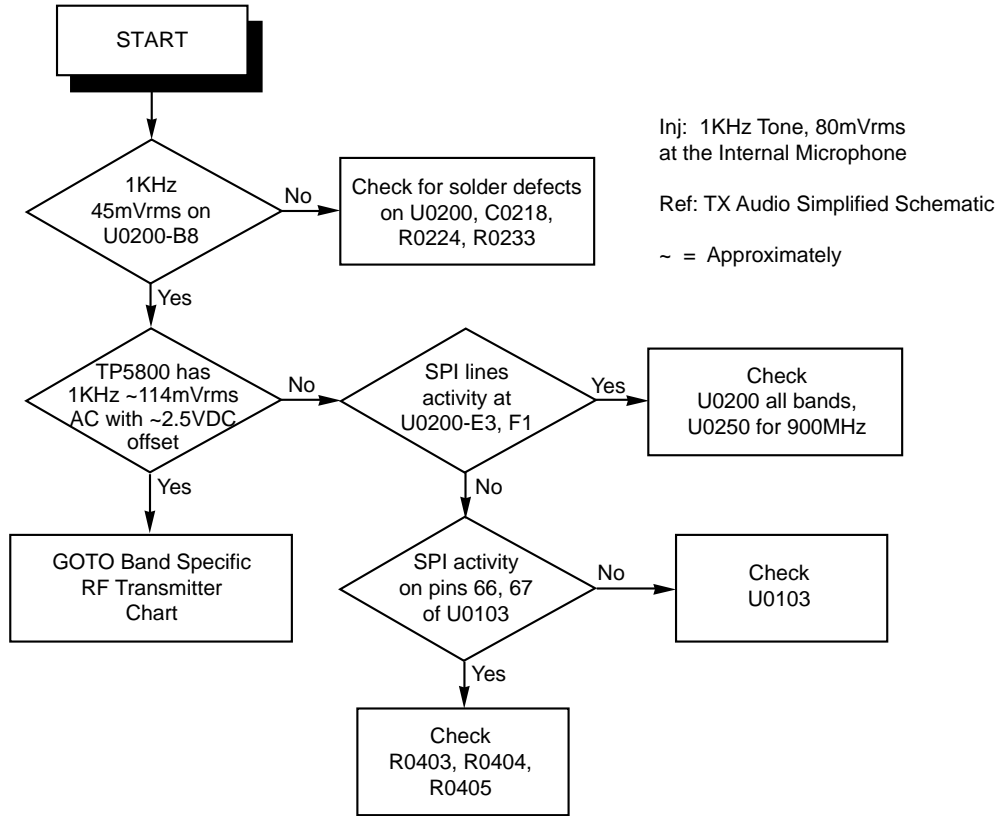 START
Inj: 1KHz Tone, 80mVrms
at the Internal Microphone
Ref: TX Audio Simplified Schematic
~ = Approximately
1KHz
45mVrms on
U0200-B8
No
Check for solder defects
on U0200, C0218,
R0224, R0233
Yes
TP5800 has
1KHz ~114mVrms
AC with ~2.5VDC
offset
No
SPI lines
activity at
U0200-E3, F1
Yes
Check
U0200 all bands,
U0250 for 900MHz
Yes
No
GOTO Band Specific
RF Transmitter
Chart
SPI activity
on pins 66, 67
of U0103
No
Check
U0103
Yes
Check
R0403, R0404,
R0405